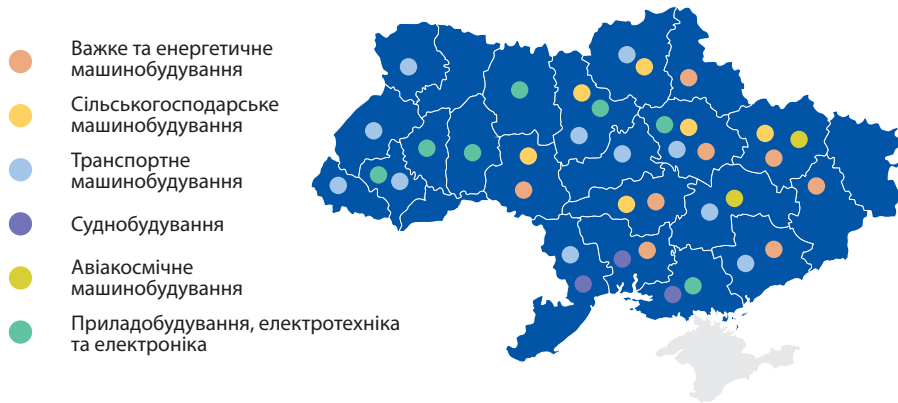 Важке та енергетичне
машинобудування
Сільськогосподарське
машинобудування
Транспортне
машинобудування
Суднобудування
Авіакосмічне
машинобудування
Приладобудування, електротехніка
та електроніка